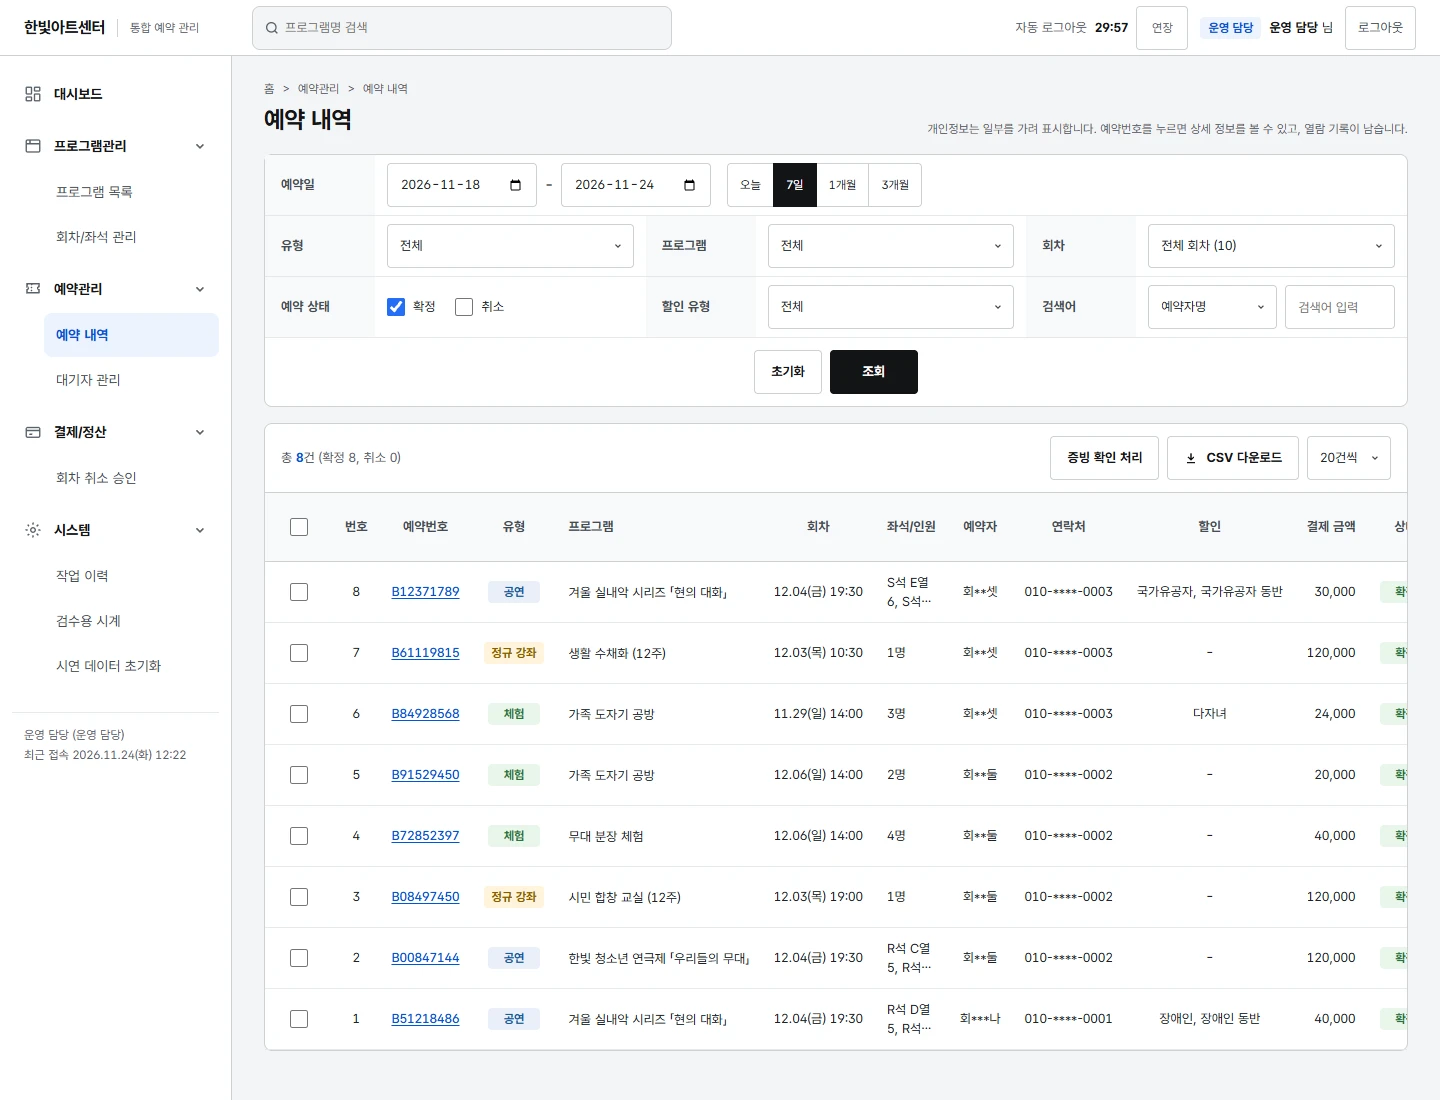 한빛아트센터
통합 예약 관리
프로그램명 검색
자동 로그아웃 29:57
연장
운영 담당
운영 담당 님
로그아웃
대시보드
프로그램관리
프로그램 목록
회차/좌석 관리
예약관리
예약 내역
대기자 관리
결제/정산
회차 취소 승인
시스템
작업 이력
검수용 시계
시연 데이터 초기화
운영 담당 (운영 담당)
최근 접속 2026.11.24(화) 12:22
홈 > 예약관리 > 예약 내역
예약 내역
개인정보는 일부를 가려 표시합니다. 예약번호를 누르면 상세 정보를 볼 수 있고, 열람 기록이 남습니다.
예약일 2026-11-18 - 2026-11-24 오늘 7일 1개월 3개월
유형 전체 프로그램 전체 회차 전체 회차 (10)
예약 상태 확정 취소 할인 유형 전체 검색어 예약자명 검색어 입력
초기화 조회
총 8건 (확정 8, 취소 0)
증빙 확인 처리 CSV 다운로드 20건씩
번호 예약번호 유형 프로그램 회차 좌석/인원 예약자 연락처 할인 결제 금액
8 B12371789 공연 겨울 실내악 시리즈 「현의 대화」 12.04(금) 19:30 S석 E열 6, S석… 회**셋 010-****-0003 국가유공자, 국가유공자 동반 30,000 확
7 B61119815 정규 강좌 생활 수채화 (12주) 12.03(목) 10:30 1명 회**셋 010-****-0003 - 120,000 확
6 B84928568 체험 가족 도자기 공방 11.29(일) 14:00 3명 회**셋 010-****-0003 다자녀 24,000 확
5 B91529450 체험 가족 도자기 공방 12.06(일) 14:00 2명 회**둘 010-****-0002 - 20,000 확
4 B72852397 체험 무대 분장 체험 12.06(일) 14:00 4명 회**둘 010-****-0002 - 40,000 확
3 B08497450 정규 강좌 시민 합창 교실 (12주) 12.03(목) 19:00 1명 회**둘 010-****-0002 - 120,000 확
2 B00847144 공연 한빛 청소년 연극제 「우리들의 무대」 12.04(금) 19:30 R석 C열 5, R석… 회**둘 010-****-0002 - 120,000 확
1 B51218486 공연 겨울 실내악 시리즈 「현의 대화」 12.04(금) 19:30 R석 D열 5, R석… 회***나 010-****-0001 장애인, 장애인 동반 40,000 확